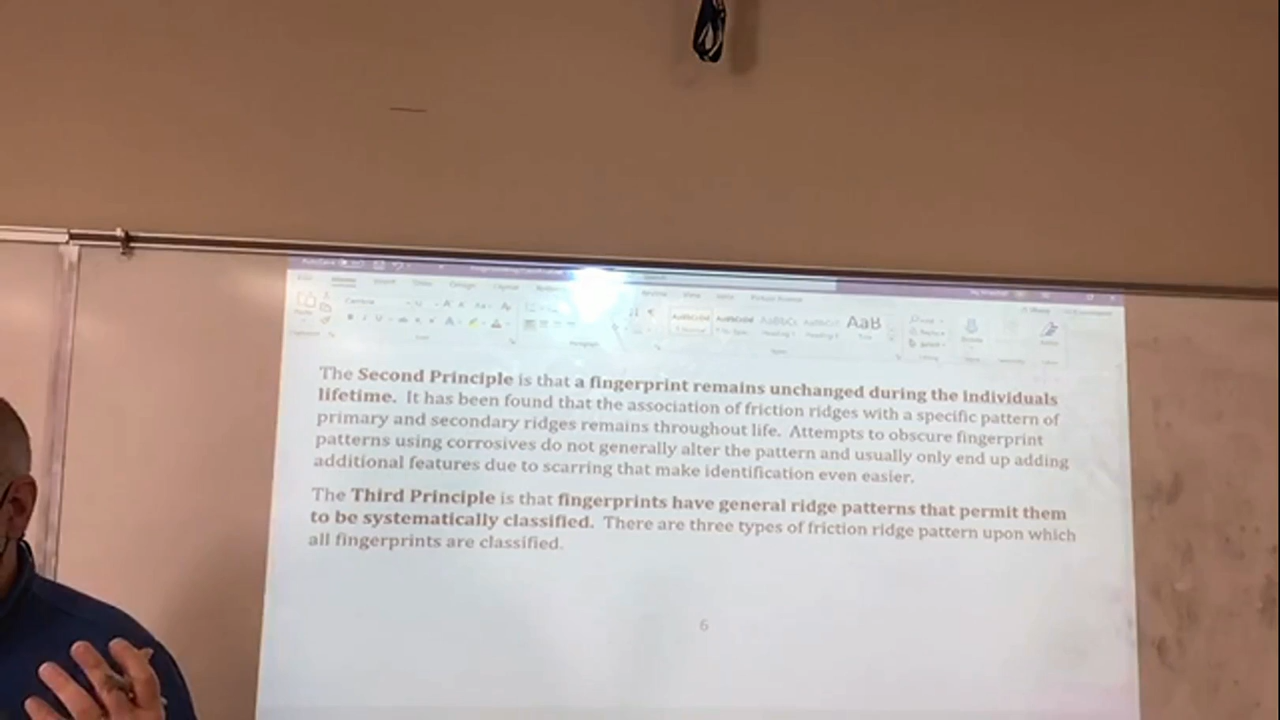 AaB
The Second Principle is that a fingerprint remains unchanged during the individuals
lifetime. It has been found that the association of friction ridges with a specific pattern of
primary and secondary ridges remains throughout life. Attempts to obscure fingerprint
patterns using corrosives do not generally alter the pattern and usually only end up adding
additional features due to scarring that make identification even easier.
The Third Principle is that fingerprints have general ridge patterns that permit them
to be systematically classified. There are three types of friction ridge pattern upon which
all fingerprints are classified.
6